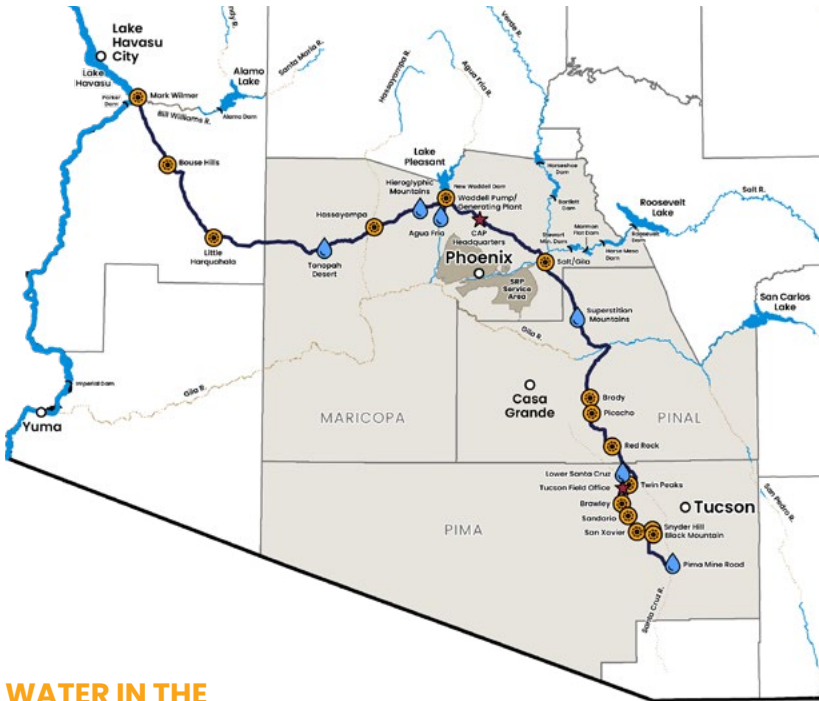 Lake
Havasu
City
Lake
Havasu
Parker
Dam
Mark Wilmer
Bill Williams R.
Alamo
Lake
Alamo Dam
Santa Maria R.
Bouse Hills
Little
Harquahala
Tonopah
Desert
Hassayampa
Hassayampa R.
Agua Fria R.
Verde R.
Hieroglyphic
Mountains
Agua Fria
Lake
Pleasant
New Waddell Dam
Waddell Pump/
Generating Plant
CAP
Headquarters
Phoenix
SRP
Service
Area
Horseshoe
Dam
Bartlett
Dam
Stewart
Mtn. Dam
Mormon
Flat Dam
Horse Mesa
Dam
Roosevelt
Dam
Roosevelt
Lake
Salt R.
Salt/Gila
Superstition
Mountains
San Carlos
Lake
Gila R.
Gila R.
Imperial Dam
Yuma
MARICOPA
Casa
Grande
Brady
Picacho
PINAL
Red Rock
Lower Santa Cruz
Tucson Field Office
Twin Peaks
Brawley
Sandario
San Xavier
Snyder Hill
Black Mountain
Tucson
PIMA
Pima Mine Road
Santa Cruz R.
San Pedro R.
WATER IN THE